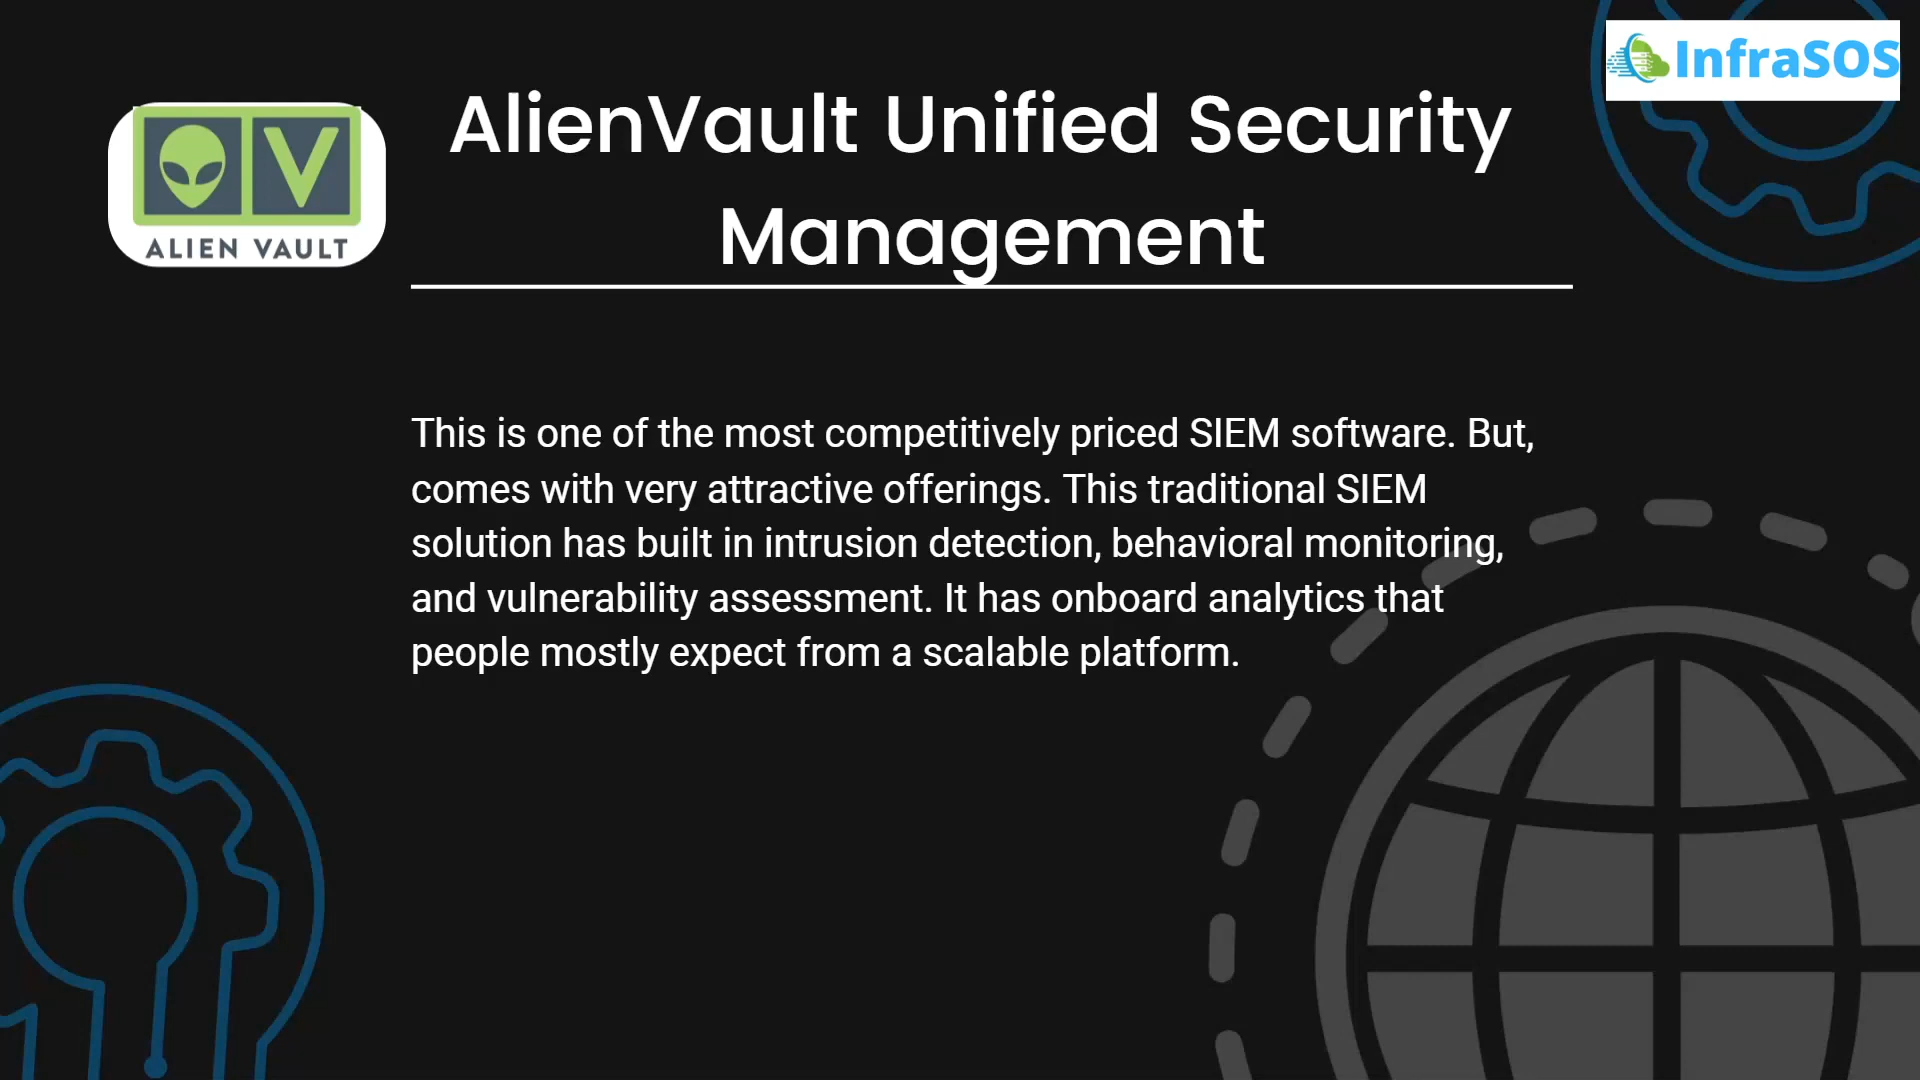 InfraSOS
AlienVault Unified Security
Management
V
ALIEN VAULT
This is one of the most competitively priced SIEM software. But,
comes with very attractive offerings. This traditional SIEM
solution has built in intrusion detection, behavioral monitoring,
and vulnerability assessment. It has onboard analytics that
people mostly expect from a scalable platform.